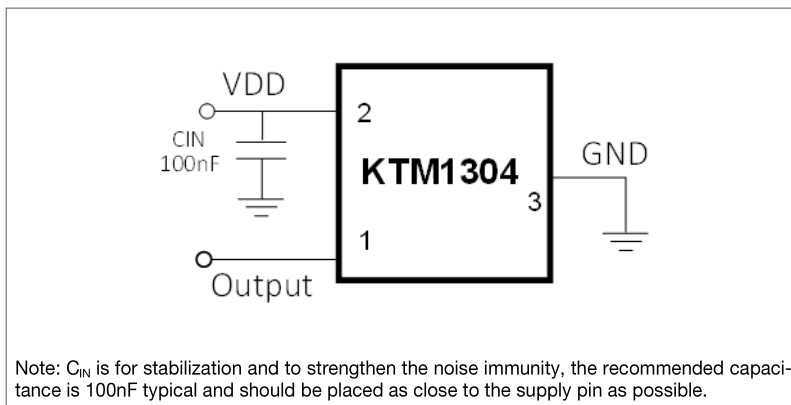 VDD
2
CIN
100nF
KTM1304
GND
3
1
Output
Note: CIN is for stabilization and to strengthen the noise immunity, the recommended capaci-
tance is 100nF typical and should be placed as close to the supply pin as possible.